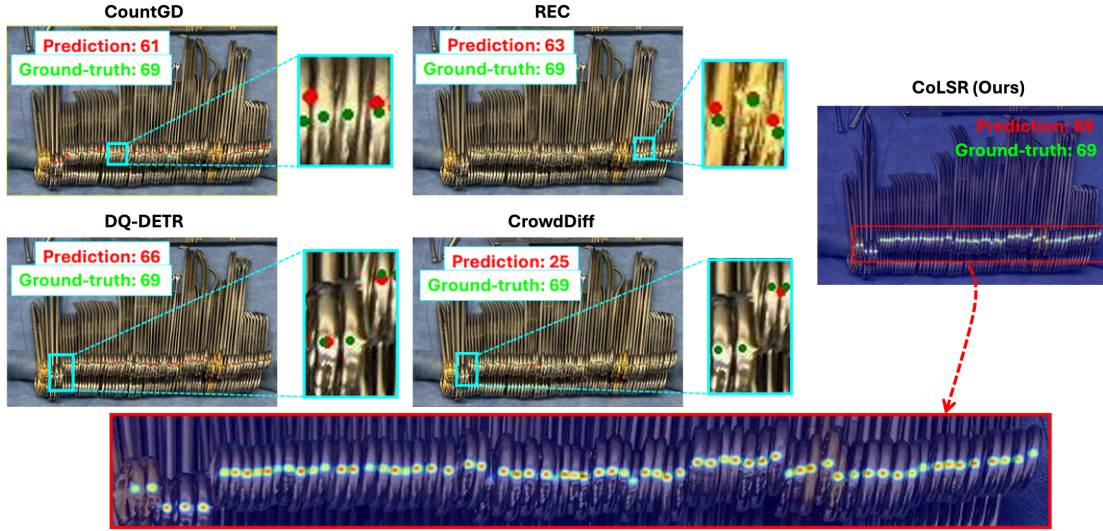 CountGD
Prediction: 61
Ground-truth: 69
REC
Prediction: 63
Ground-truth: 69
CoLSR (Ours)
Prediction: 69
Ground-truth: 69
DQ-DETR
Prediction: 66
Ground-truth: 69
CrowdDiff
Prediction: 25
Ground-truth: 69